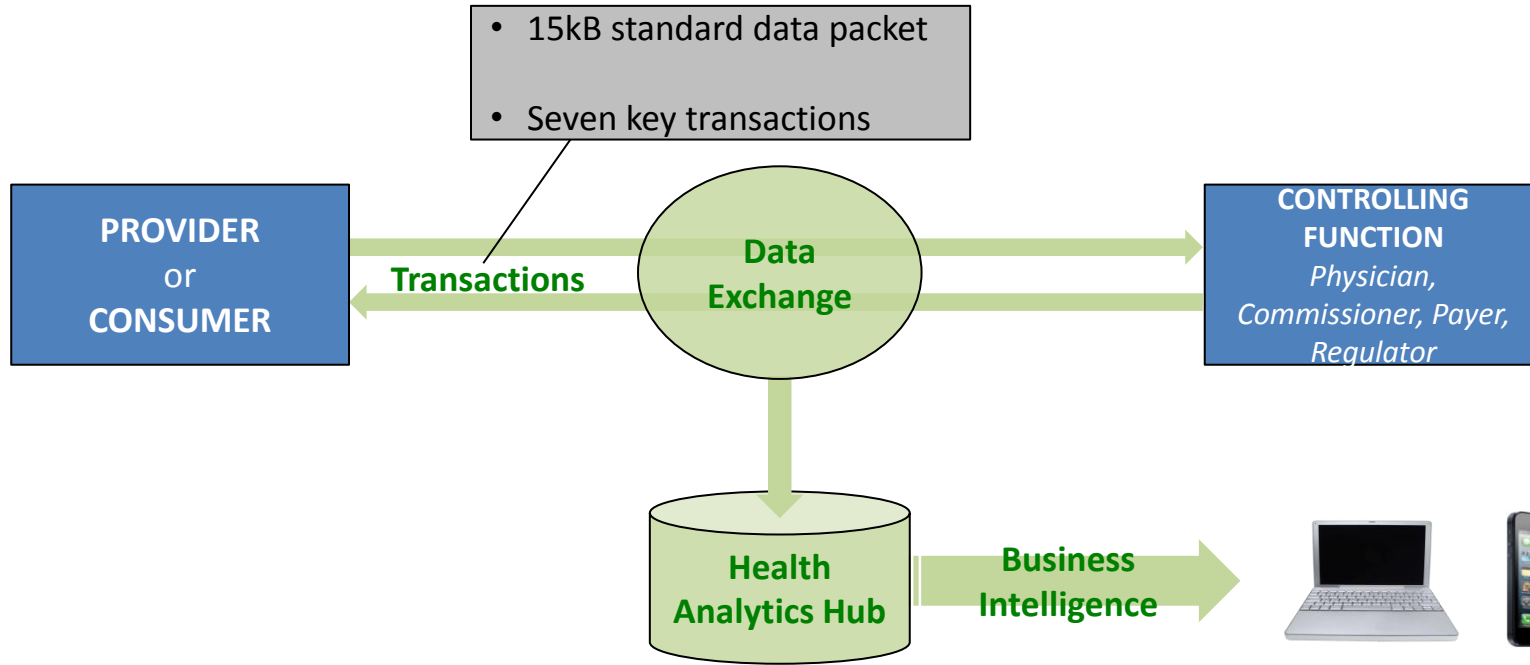 • 15kB standard data packet
• Seven key transactions
PROVIDER
or
CONSUMER
Transactions
Data
Exchange
CONTROLLING
FUNCTION
Physician,
Commissioner, Payer,
Regulator
Health
Analytics Hub
Business
Intelligence